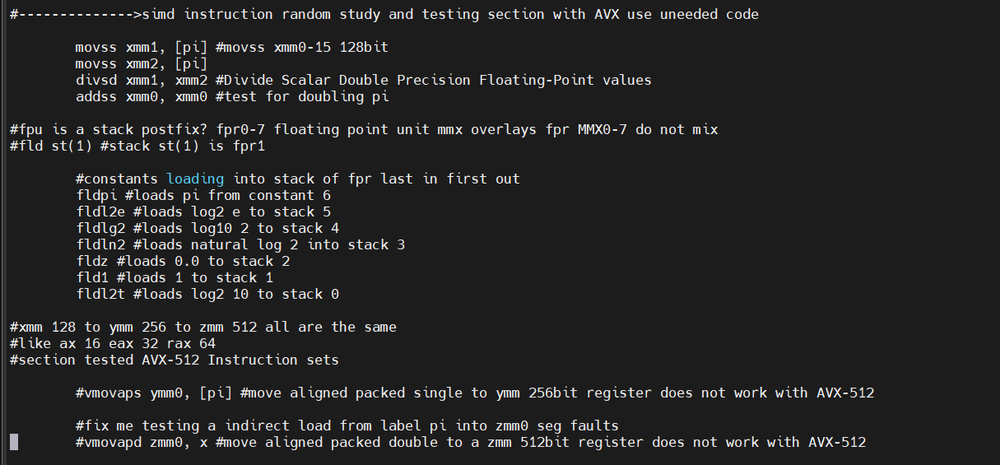 #-------------->simd instruction random study and testing section with AVX use uneeded code
movss xmm1, [pi] #movss xmm0-15 128bit
movss xmm2, [pi]
divsd xmm1, xmm2 #Divide Scalar Double Precision Floating-Point values
addss xmm0, xmm0 #test for doubling pi
#fpu is a stack postfix? fpr0-7 floating point unit mmx overlays fpr MMX0-7 do not mix
#fld st(1) #stack st(1) is fpr1
#constants loading into stack of fpr last in first out
fldpi #loads pi from constant 6
fldl2e #loads log2 e to stack 5
fldlg2 #loads log10 2 to stack 4
fldln2 #loads natural log 2 into stack 3
fldz #loads 0.0 to stack 2
fld1 #loads 1 to stack 1
fldl2t #loads log2 10 to stack 0
#xmm 128 to ymm 256 to zmm 512 all are the same
#like ax 16 eax 32 rax 64
#section tested AVX-512 Instruction sets
#vmovaps ymm0, [pi] #move aligned packed single to ymm 256bit register does not work with AVX-512
#fix me testing a indirect load from label pi into zmm0 seg faults
#vmovapd zmm0, x #move aligned packed double to a zmm 512bit register does not work with AVX-512